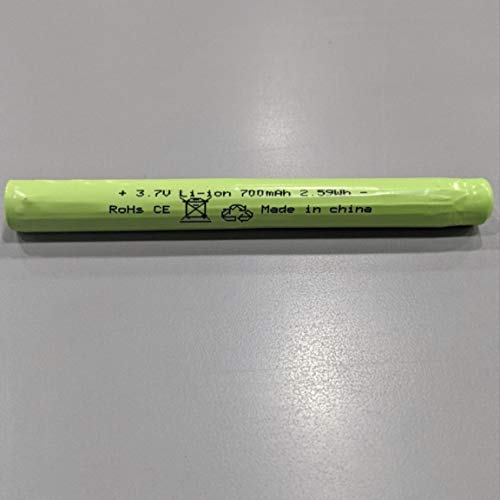 + 3.7V Li-ion 700mAh 2.59Wh -
RoHs CE Made in china